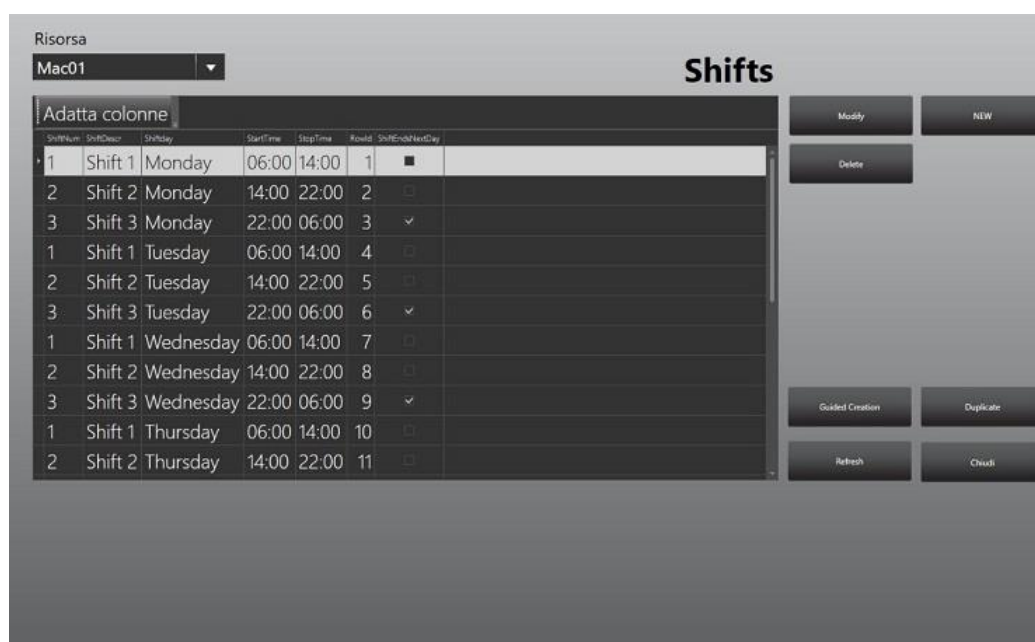 Risorsa
Mac01
Shifts
Adatta colonne
ShiftNum ShiftDescr Shiftday StartTime StopTime RowId ShiftEndsNextDay
1 Shift 1 Monday 06:00 14:00 1
2 Shift 2 Monday 14:00 22:00 2
3 Shift 3 Monday 22:00 06:00 3
1 Shift 1 Tuesday 06:00 14:00 4
2 Shift 2 Tuesday 14:00 22:00 5
3 Shift 3 Tuesday 22:00 06:00 6
1 Shift 1 Wednesday 06:00 14:00 7
2 Shift 2 Wednesday 14:00 22:00 8
3 Shift 3 Wednesday 22:00 06:00 9
1 Shift 1 Thursday 06:00 14:00 10
2 Shift 2 Thursday 14:00 22:00 11
Modify NEW
Delete
Guided Creation Duplicate
Refresh Chiudi